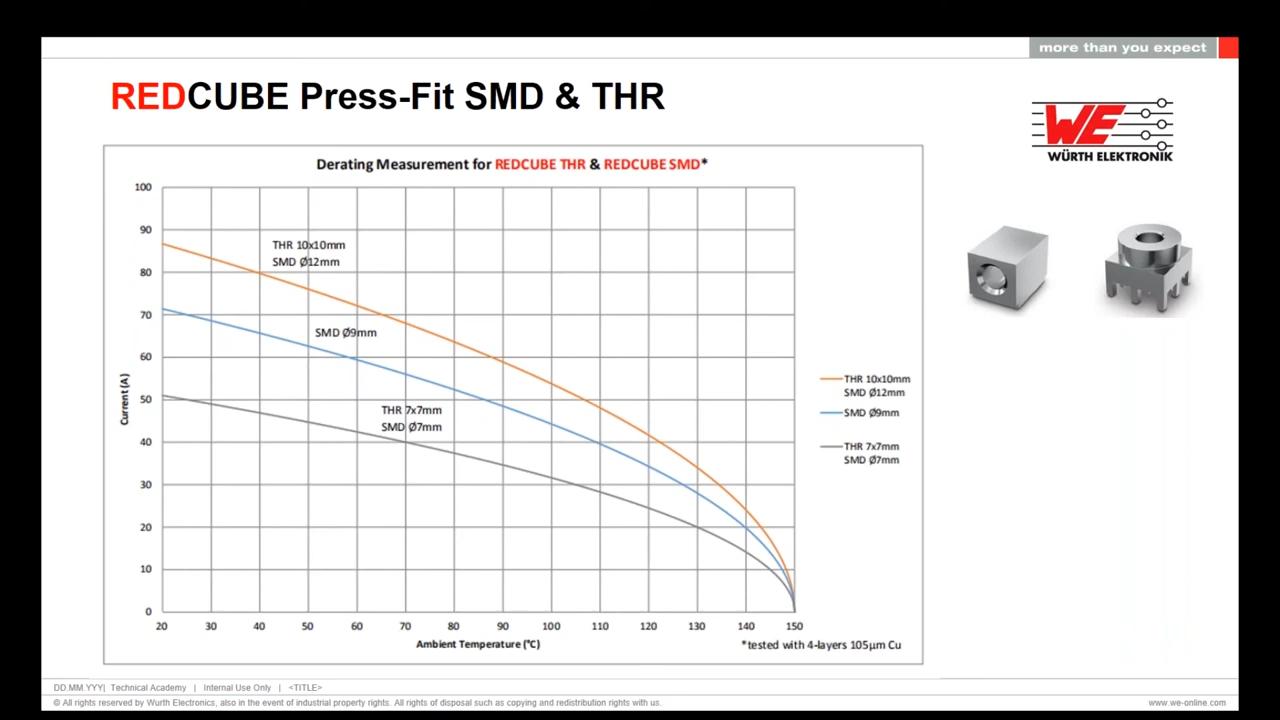 more than you expect
REDCUBE Press-Fit SMD & THR
WE
WÜRTH ELEKTRONIK
Derating Measurement for REDCUBE THR & REDCUBE SMD*
100
90
80
70
60
50
40
30
20
10
0
Current (A)
THR 10x10mm
SMD Ø12mm
SMD Ø9mm
THR 7x7mm
SMD Ø7mm
THR 10x10mm
SMD Ø12mm
SMD Ø9mm
THR 7x7mm
SMD Ø7mm
20 30 40 50 60 70 80 90 100 110 120 130 140 150
Ambient Temperature (°C)
*tested with 4-layers 105µm Cu
DD.MM.YYY| Technical Academy | Internal Use Only | <TITLE>
© All rights reserved by Wurth Electronics, also in the event of industrial property rights. All rights of disposal such as copying and redistribution rights with us.
www.we-online.com